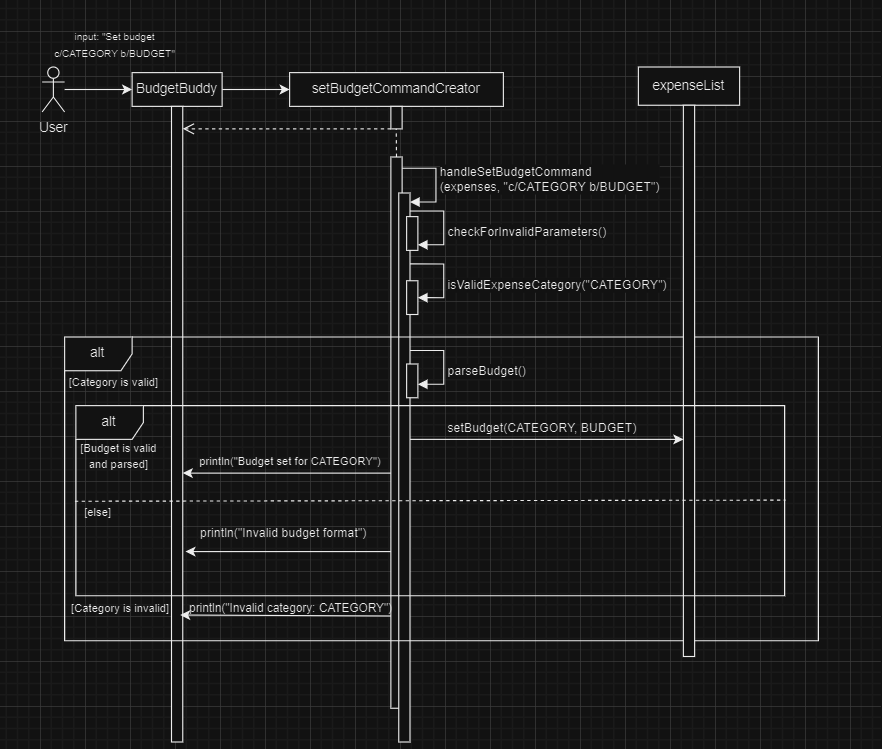 input: "Set budget
c/CATEGORY b/BUDGET"
BudgetBuddy
setBudgetCommandCreator
expenseList
User
handleSetBudgetCommand
(expenses, "c/CATEGORY b/BUDGET")
checkForInvalidParameters()
isValidExpenseCategory("CATEGORY")
alt
[Category is valid]
parseBudget()
alt
[Budget is valid
and parsed]
setBudget(CATEGORY, BUDGET)
println("Budget set for CATEGORY")
[else]
println("Invalid budget format")
[Category is invalid]
println("Invalid category: CATEGORY")